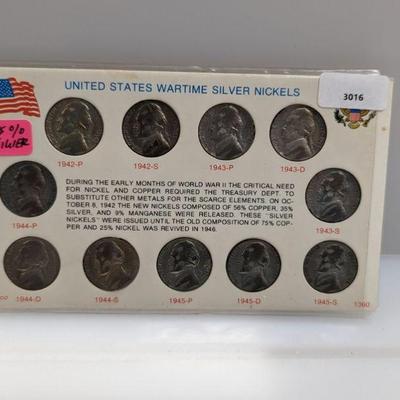 UNITED STATES WARTIME SILVER NICKELS
3016
5%
SILVER
1942-P
1942-S
1943-P
1943-D
DURING THE EARLY MONTHS OF WORLD WAR II THE CRITICAL NEED
FOR NICKEL AND COPPER REQUIRED THE TREASURY DEPT. TO
SUBSTITUTE OTHER METALS FOR THE SCARCE ELEMENTS. ON OC-
TOBER 8, 1942 THE NEW NICKELS COMPOSED OF 56% COPPER, 35%
SILVER, AND 9% MANGANESE WERE RELEASED. THESE "SILVER
NICKELS" WERE ISSUED UNTIL THE OLD COMPOSITION OF 75% COP-
PER AND 25% NICKEL WAS REVIVED IN 1946.
1944-P
1943-S
1944-D
1944-S
1945-P
1945-D
1945-S
1360